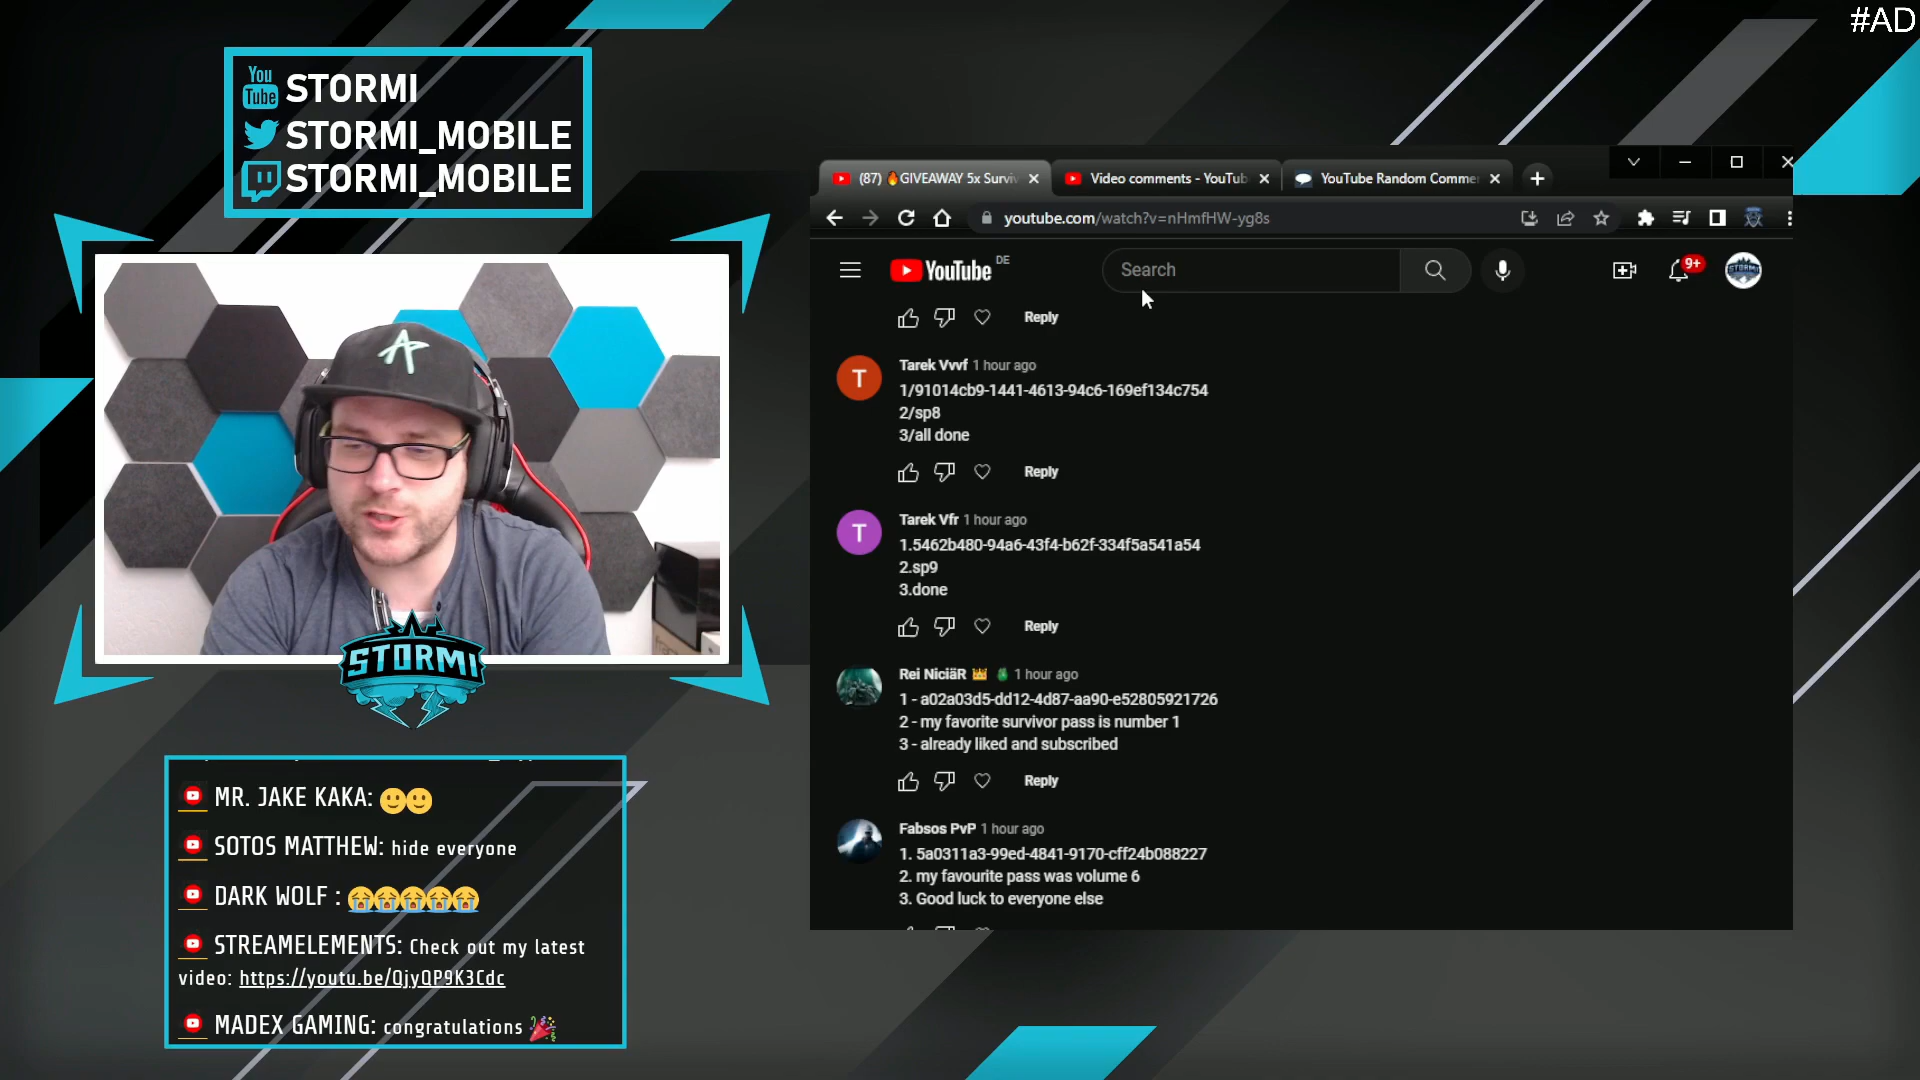 #AD
You Tube STORMI
STORMI_MOBILE
STORMI_MOBILE
A
STORMI
MR. JAKE KAKA:
SOTOS MATTHEW: hide everyone
DARK WOLF :
STREAMELEMENTS: Check out my latest
video: https://youtu.be/QjyQP9K3Cdc
MADEX GAMING: congratulations
(87) 🔥GIVEAWAY 5x Surviv
Video comments - YouTub
YouTube Random Comme
youtube.com/watch?v=nHmfHW-yg8s
YouTube DE
Search
9+
STORMI
Reply
T
Tarek Vvvf 1 hour ago
1/91014cb9-1441-4613-94c6-169ef134c754
2/sp8
3/all done
Reply
T
Tarek Vfr 1 hour ago
1.5462b480-94a6-43f4-b62f-334f5a541a54
2.sp9
3.done
Reply
Rei NiciäR 1 hour ago
1 - a02a03d5-dd12-4d87-aa90-e52805921726
2 - my favorite survivor pass is number 1
3 - already liked and subscribed
Reply
Fabsos PvP 1 hour ago
1. 5a0311a3-99ed-4841-9170-cff24b088227
2. my favourite pass was volume 6
3. Good luck to everyone else